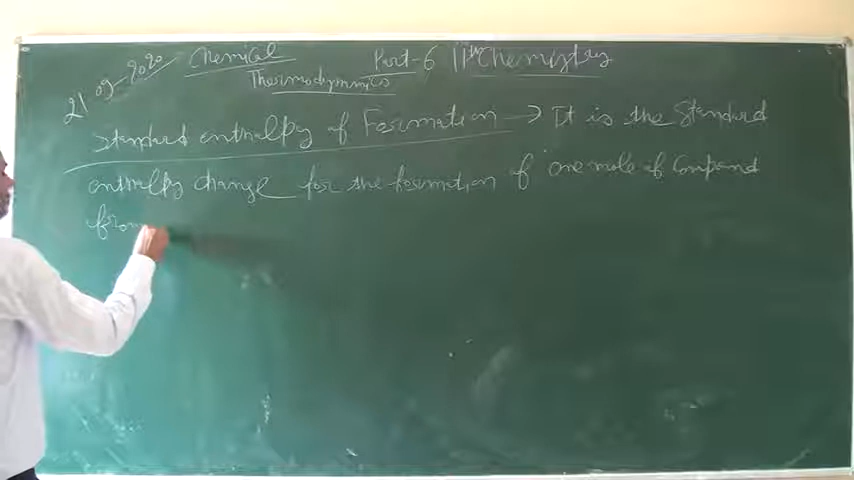 21-09-2020 Chemical Part-6 11th Chemistry
Thermodynamics
Standard enthalpy of Formation → It is the Standard
enthalpy change for the formation of one mole of Compound
from